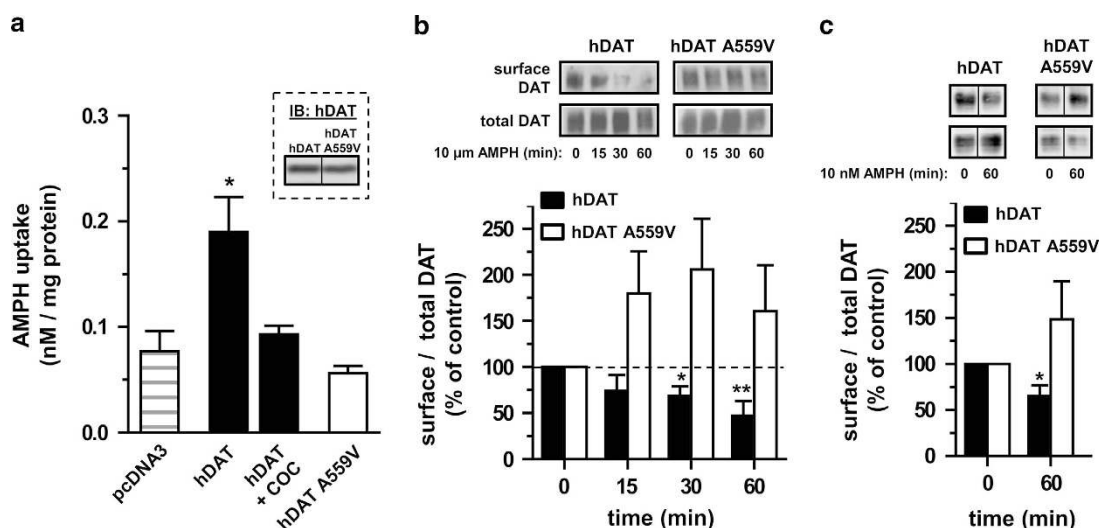 a
AMPH uptake
(nM / mg protein)
0.3
0.2
0.1
0.0
*
IB: hDAT
hDAT
hDAT A559V
pcDNA3
hDAT
hDAT
+ COC
hDAT A559V
b
hDAT
hDAT A559V
surface
DAT
total DAT
10 µm AMPH (min):
0 15 30 60
0 15 30 60
hDAT
hDAT A559V
surface / total DAT
(% of control)
250
200
150
100
50
0
*
**
0 15 30 60
time (min)
c
hDAT
hDAT
A559V
10 nM AMPH (min):
0 60
0 60
hDAT
hDAT A559V
surface / total DAT
(% of control)
250
200
150
100
50
0
*
0 60
time (min)